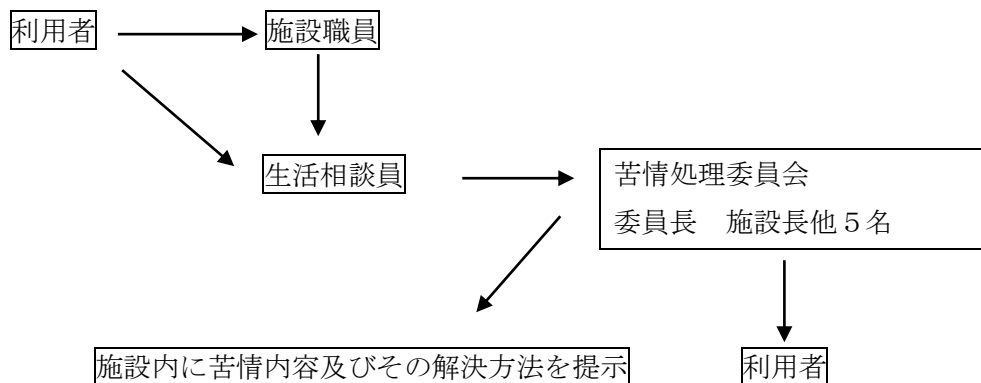 利用者
施設職員
生活相談員
苦情処理委員会
委員長　施設長他５名
施設内に苦情内容及びその解決方法を提示
利用者